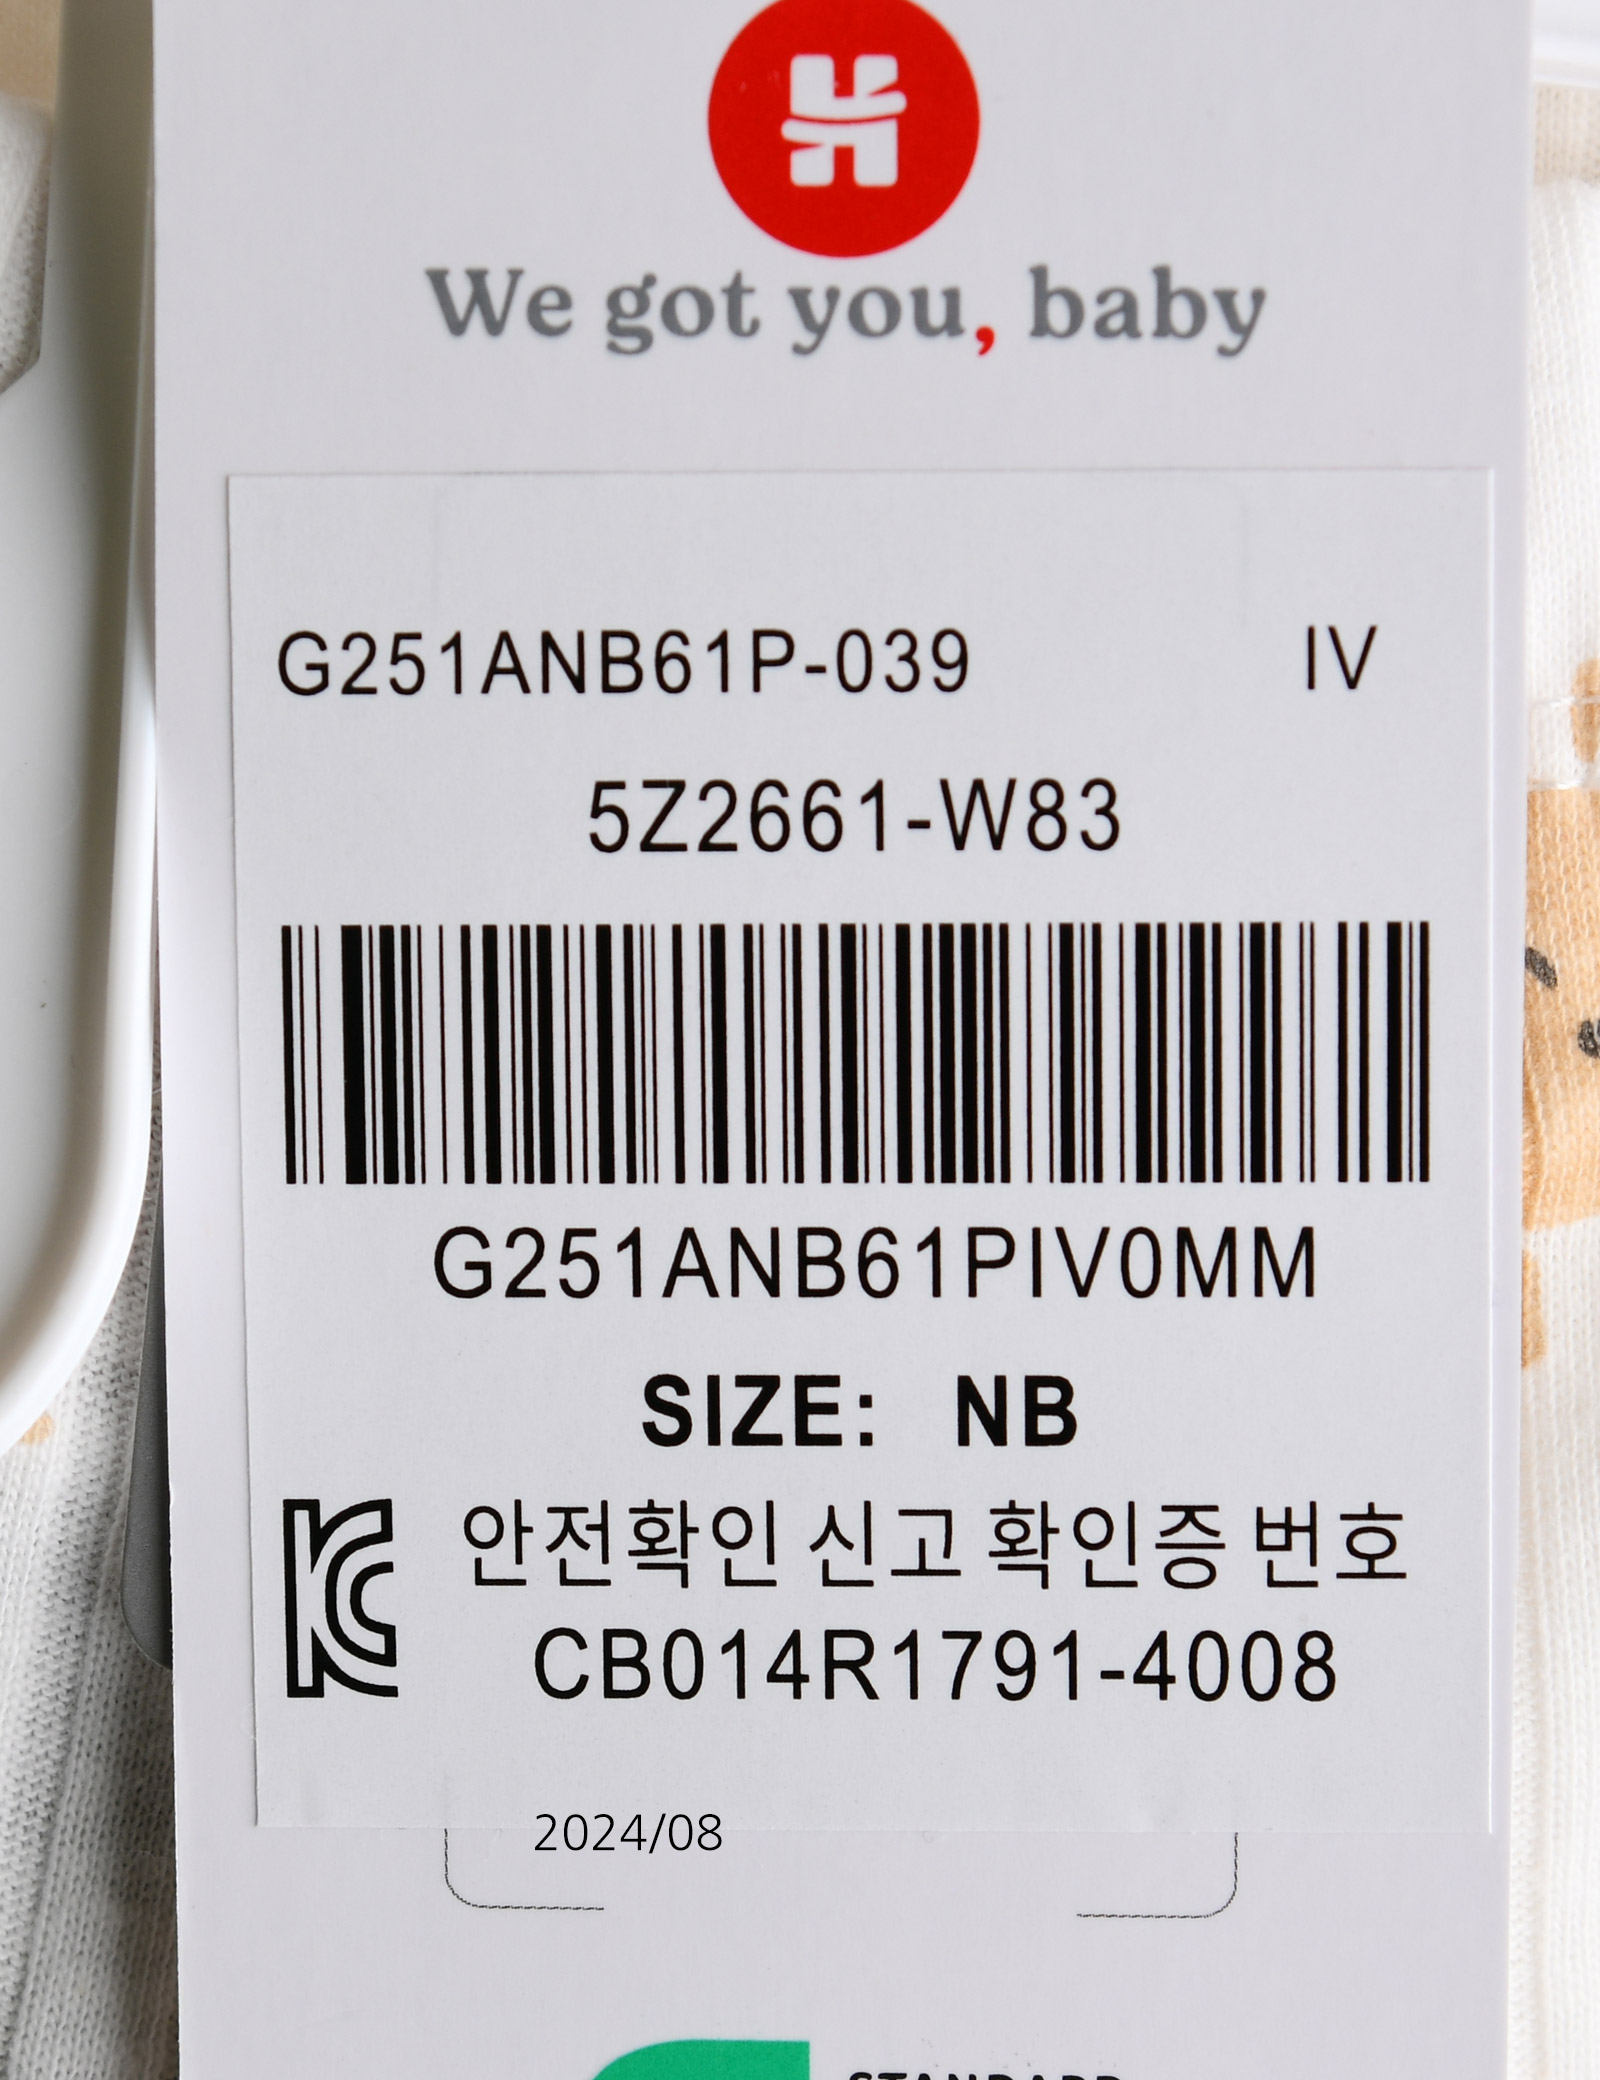 We got you, baby
G251ANB61P-039 IV
5Z2661-W83
G251ANB61PIV0MM
SIZE: NB
안전확인 신고 확인증 번호
CB014R1791-4008
2024/08
STANDARD